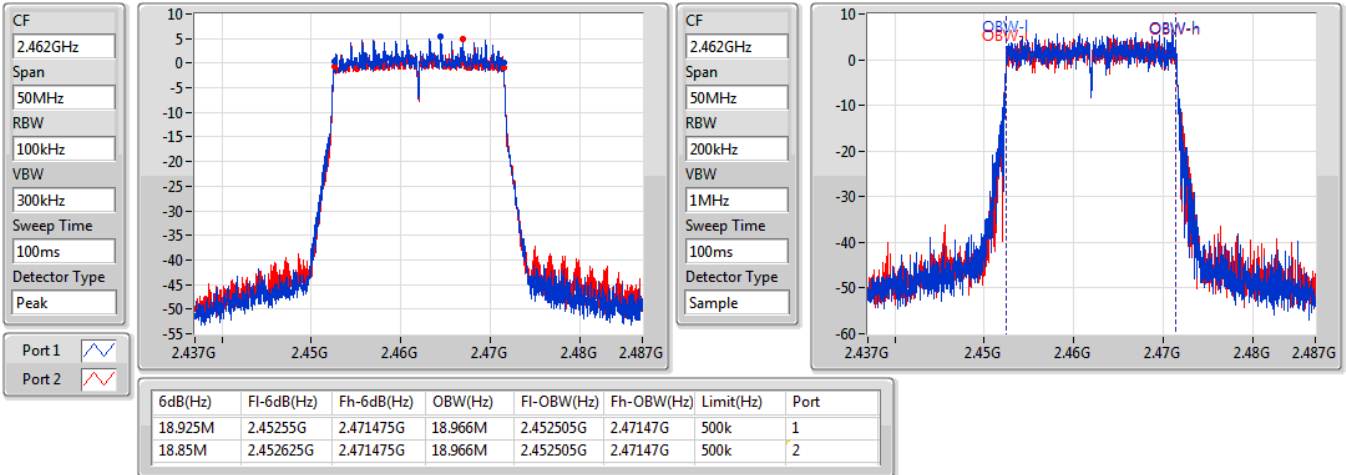 CF
2.462GHz
Span
50MHz
RBW
100kHz
VBW
300kHz
Sweep Time
100ms
Detector Type
Peak
10
5
0
-5
-10
-15
-20
-25
-30
-35
-40
-45
-50
-55
2.437G 2.45G 2.46G 2.47G 2.48G 2.487G
CF
2.462GHz
Span
50MHz
RBW
200kHz
VBW
1MHz
Sweep Time
100ms
Detector Type
Sample
10
0
-10
-20
-30
-40
-50
-60
OBW-l
OBW-l
OBW-h
2.437G 2.45G 2.46G 2.47G 2.48G 2.487G
Port 1
Port 2
6dB(Hz) Fl-6dB(Hz) Fh-6dB(Hz) OBW(Hz) Fl-OBW(Hz) Fh-OBW(Hz) Limit(Hz) Port
18.925M 2.45255G 2.471475G 18.966M 2.452505G 2.47147G 500k 1
18.85M 2.452625G 2.471475G 18.966M 2.452505G 2.47147G 500k 2